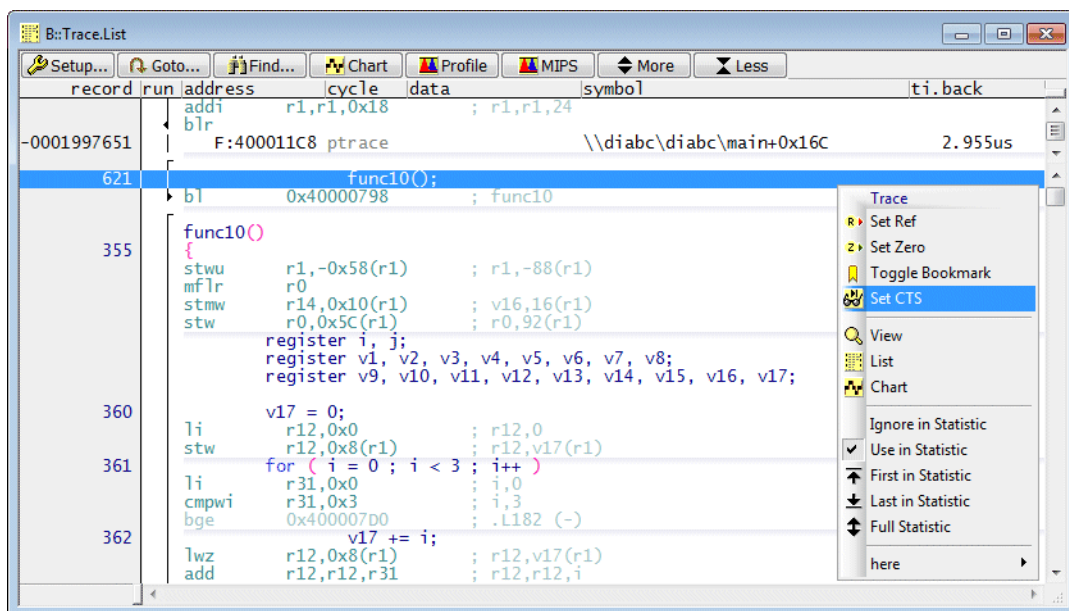 B::Trace.List
Setup... Goto... Find... Chart Profile MIPS More Less
record run address cycle data symbol ti.back
addi r1,r1,0x18 ; r1,r1,24
blr
-0001997651 F:400011C8 ptrace \\diabc\diabc\main+0x16C 2.955us
621 func10();
bl 0x40000798 ; func10
func10()
355 {
stwu r1,-0x58(r1) ; r1,-88(r1)
mflr r0
stmw r14,0x10(r1) ; v16,16(r1)
stw r0,0x5C(r1) ; r0,92(r1)
register i, j;
register v1, v2, v3, v4, v5, v6, v7, v8;
register v9, v10, v11, v12, v13, v14, v15, v16, v17;
360 v17 = 0;
li r12,0x0 ; r12,0
stw r12,0x8(r1) ; r12,v17(r1)
361 for ( i = 0 ; i < 3 ; i++ )
li r31,0x0 ; i,0
cmpwi r31,0x3 ; i,3
bge 0x400007D0 ; .L182 (-)
362 v17 += i;
lwz r12,0x8(r1) ; r12,v17(r1)
add r12,r12,r31 ; r12,r12,i
Trace
Set Ref
Set Zero
Toggle Bookmark
Set CTS
View
List
Chart
Ignore in Statistic
Use in Statistic
First in Statistic
Last in Statistic
Full Statistic
here